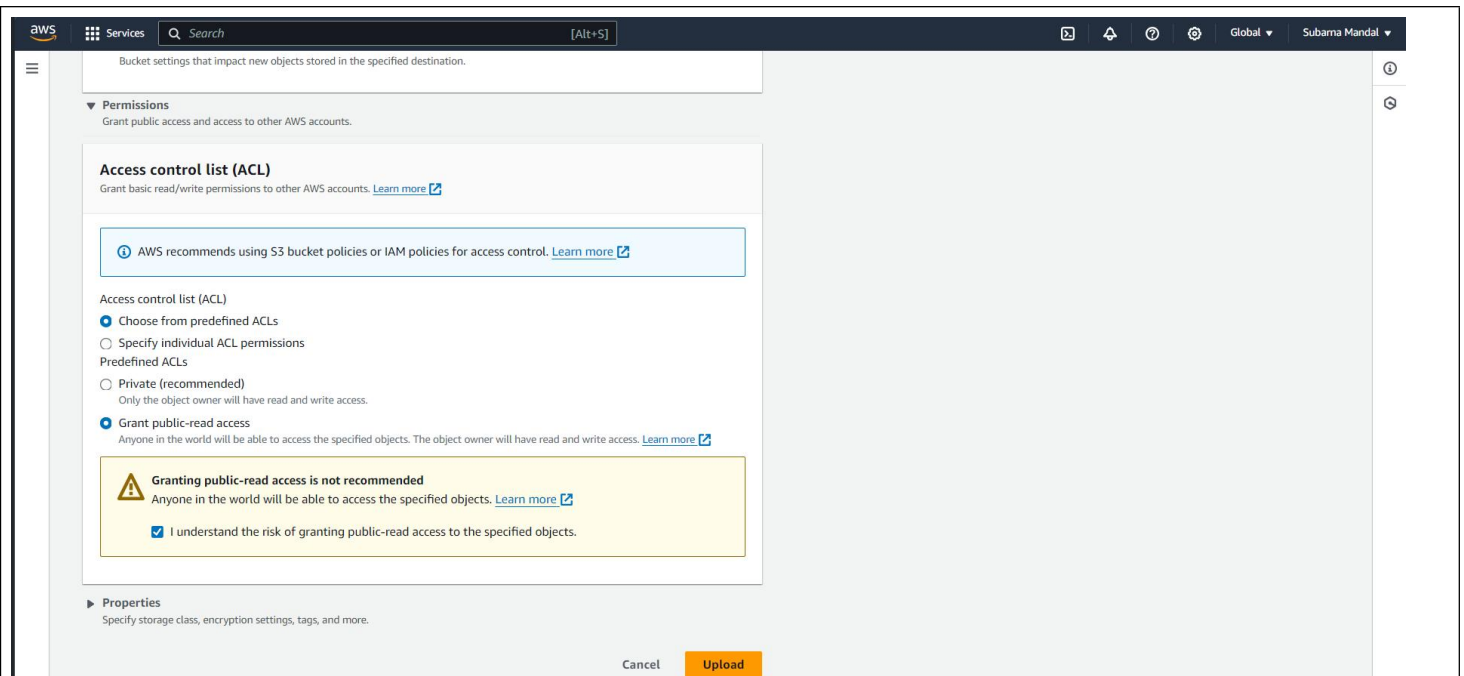 aws
Services
Search
[Alt+S]
Global
Subarna Mandal
Bucket settings that impact new objects stored in the specified destination.
Permissions
Grant public access and access to other AWS accounts.
Access control list (ACL)
Grant basic read/write permissions to other AWS accounts. Learn more
AWS recommends using S3 bucket policies or IAM policies for access control. Learn more
Access control list (ACL)
Choose from predefined ACLs
Specify individual ACL permissions
Predefined ACLs
Private (recommended)
Only the object owner will have read and write access.
Grant public-read access
Anyone in the world will be able to access the specified objects. The object owner will have read and write access. Learn more
Granting public-read access is not recommended
Anyone in the world will be able to access the specified objects. Learn more
I understand the risk of granting public-read access to the specified objects.
Properties
Specify storage class, encryption settings, tags, and more.
Cancel
Upload